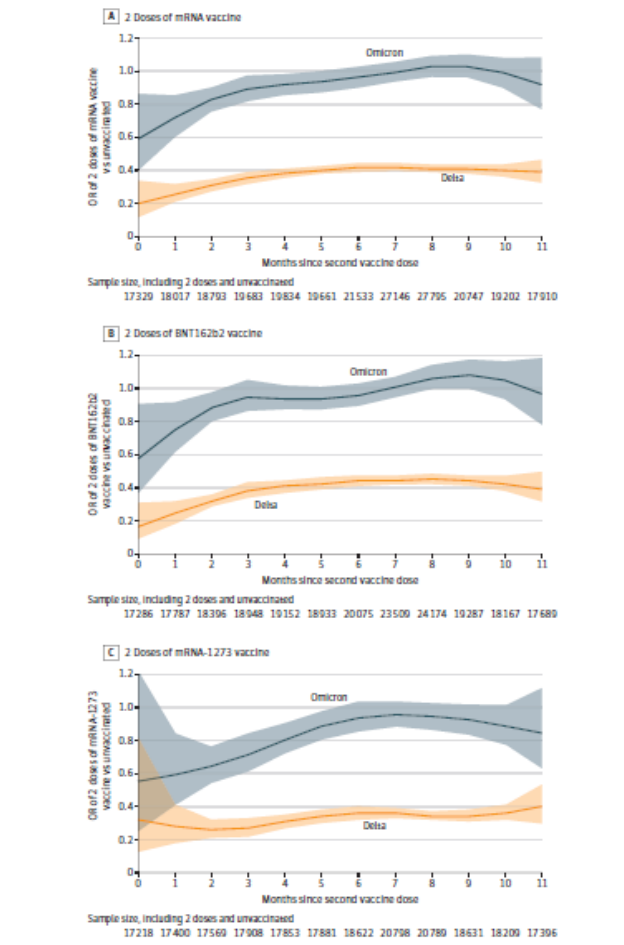 A 2 Doses of mRNA vaccine
OR of 2 doses of mRNA vaccine
vs unvaccinated
1.2
1.0
0.8
0.6
0.4
0.2
0
Omicron
Delta
0 1 2 3 4 5 6 7 8 9 10 11
Months since second vaccine dose
Sample size, including 2 doses and unvaccinated
17329 18017 18793 19683 19834 19661 21533 27146 27795 20747 19202 17910
B 2 Doses of BNT162b2 vaccine
OR of 2 doses of BNT162b2
vaccine vs unvaccinated
1.2
1.0
0.8
0.6
0.4
0.2
0
Omicron
Delta
0 1 2 3 4 5 6 7 8 9 10 11
Months since second vaccine dose
Sample size, including 2 doses and unvaccinated
17286 17787 18396 18948 19152 18933 20075 23509 24174 19287 18167 17689
C 2 Doses of mRNA-1273 vaccine
OR of 2 doses of mRNA-1273
vaccine vs unvaccinated
1.2
1.0
0.8
0.6
0.4
0.2
0
Omicron
Delta
0 1 2 3 4 5 6 7 8 9 10 11
Months since second vaccine dose
Sample size, including 2 doses and unvaccinated
17218 17400 17569 17908 17853 17881 18622 20798 20789 18631 18209 17396